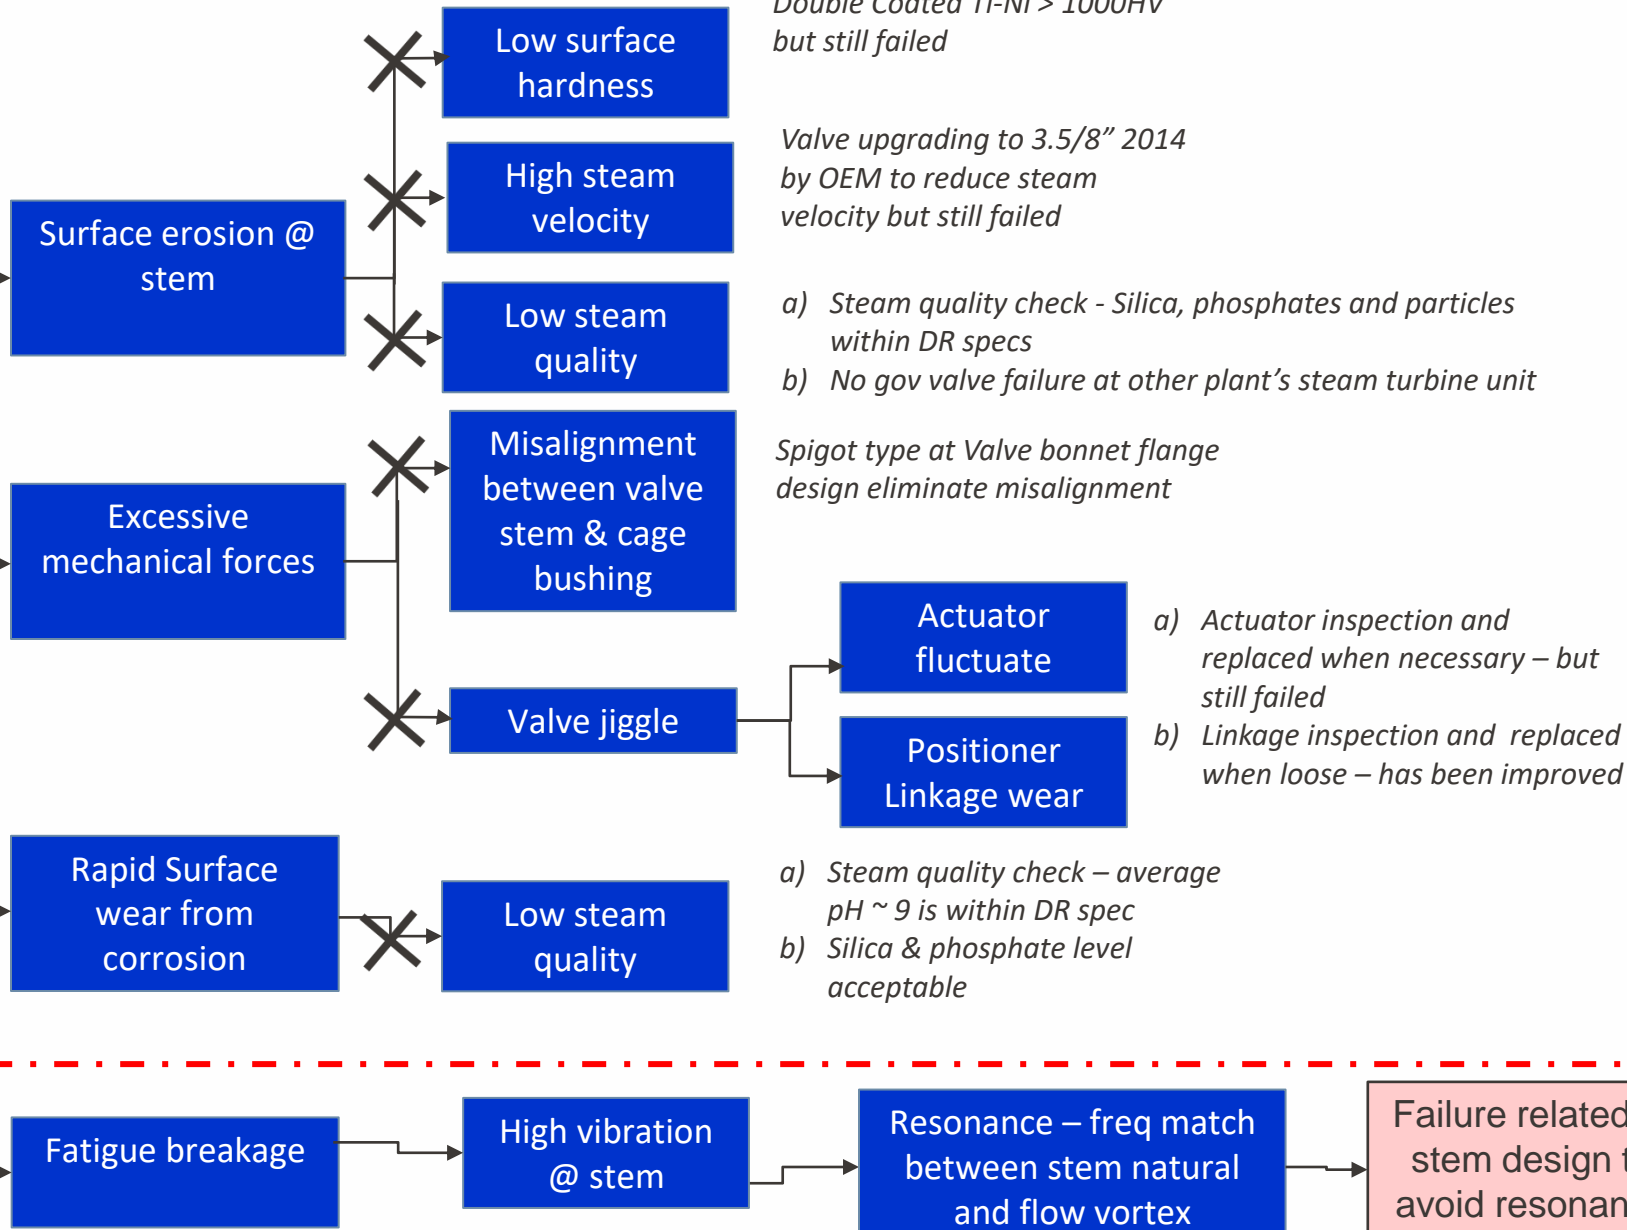 Double Coated Ti-Ni > 1000HV
but still failed
Low surface
hardness
Valve upgrading to 3.5/8” 2014
by OEM to reduce steam
velocity but still failed
High steam
velocity
Surface erosion @
stem
a) Steam quality check - Silica, phosphates and particles
within DR specs
b) No gov valve failure at other plant’s steam turbine unit
Low steam
quality
Misalignment
between valve
stem & cage
bushing
Spigot type at Valve bonnet flange
design eliminate misalignment
Excessive
mechanical forces
Actuator
fluctuate
a) Actuator inspection and
replaced when necessary – but
still failed
b) Linkage inspection and replaced
when loose – has been improved
Valve jiggle
Positioner
Linkage wear
Rapid Surface
wear from
corrosion
Low steam
quality
a) Steam quality check – average
pH ~ 9 is within DR spec
b) Silica & phosphate level
acceptable
Fatigue breakage
High vibration
@ stem
Resonance – freq match
between stem natural
and flow vortex
Failure related
stem design
avoid